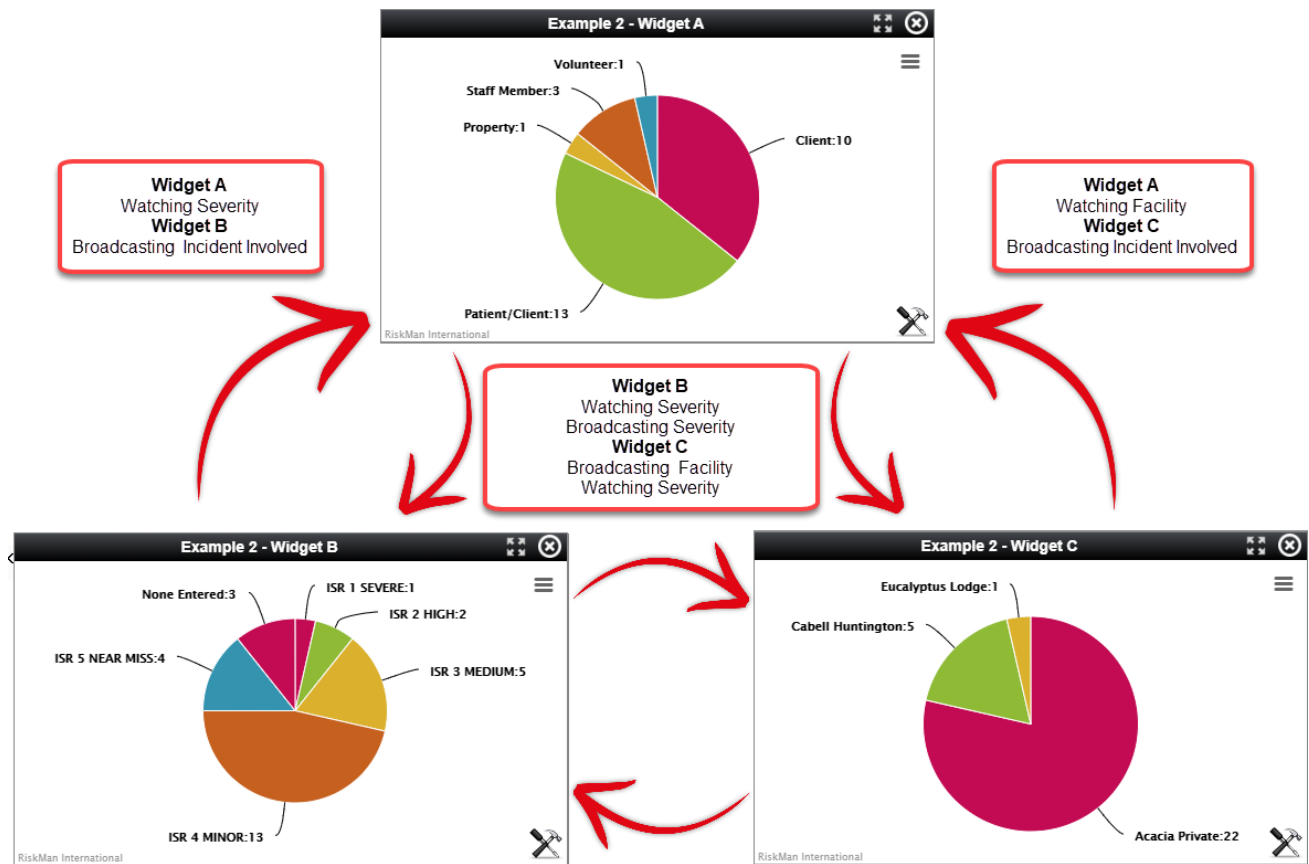 Example 2 - Widget A
Volunteer:1
Staff Member:3
Property:1
Client:10
Patient/Client:13
RiskMan International
Widget A
Watching Severity
Widget B
Broadcasting Incident Involved
Widget A
Watching Facility
Widget C
Broadcasting Incident Involved
Widget B
Watching Severity
Broadcasting Severity
Widget C
Broadcasting Facility
Watching Severity
Example 2 - Widget B
None Entered:3
ISR 1 SEVERE:1
ISR 2 HIGH:2
ISR 5 NEAR MISS:4
ISR 3 MEDIUM:5
ISR 4 MINOR:13
RiskMan International
Example 2 - Widget C
Eucalyptus Lodge:1
Cabell Huntington:5
Acacia Private:22
RiskMan International